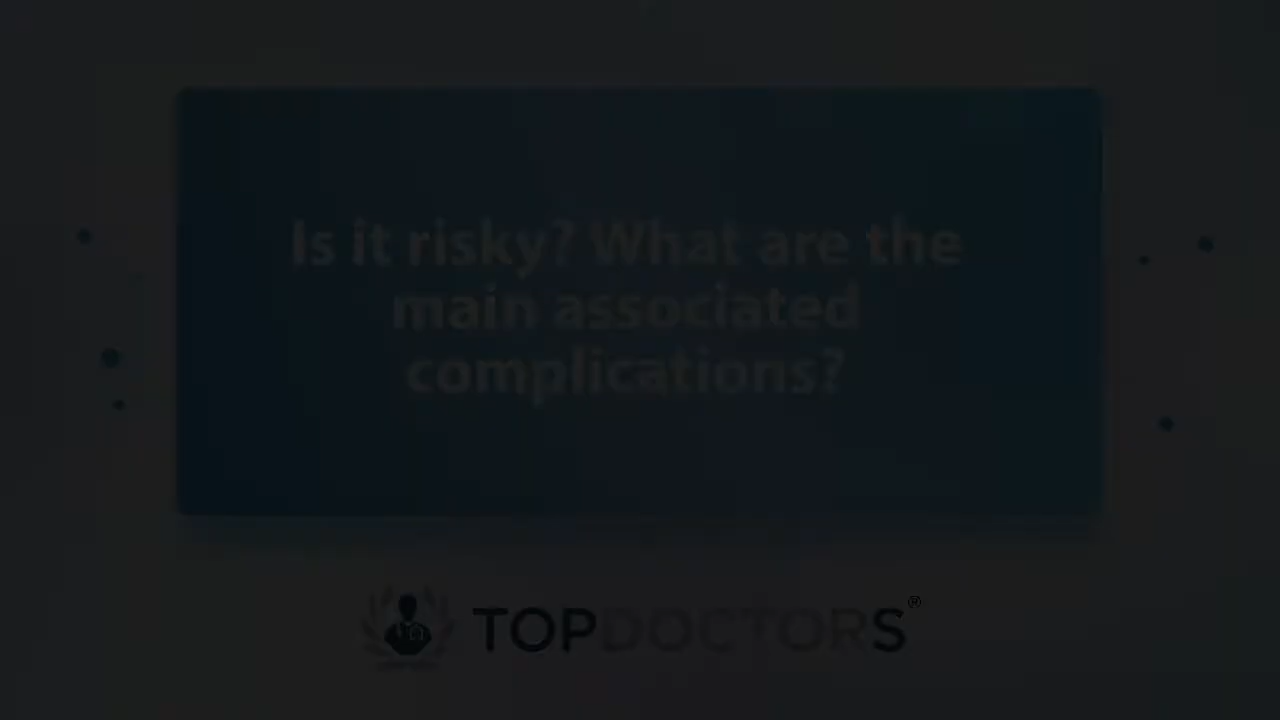 Is it risky? What are the
main associated
complications?
TOPDOCTORS®